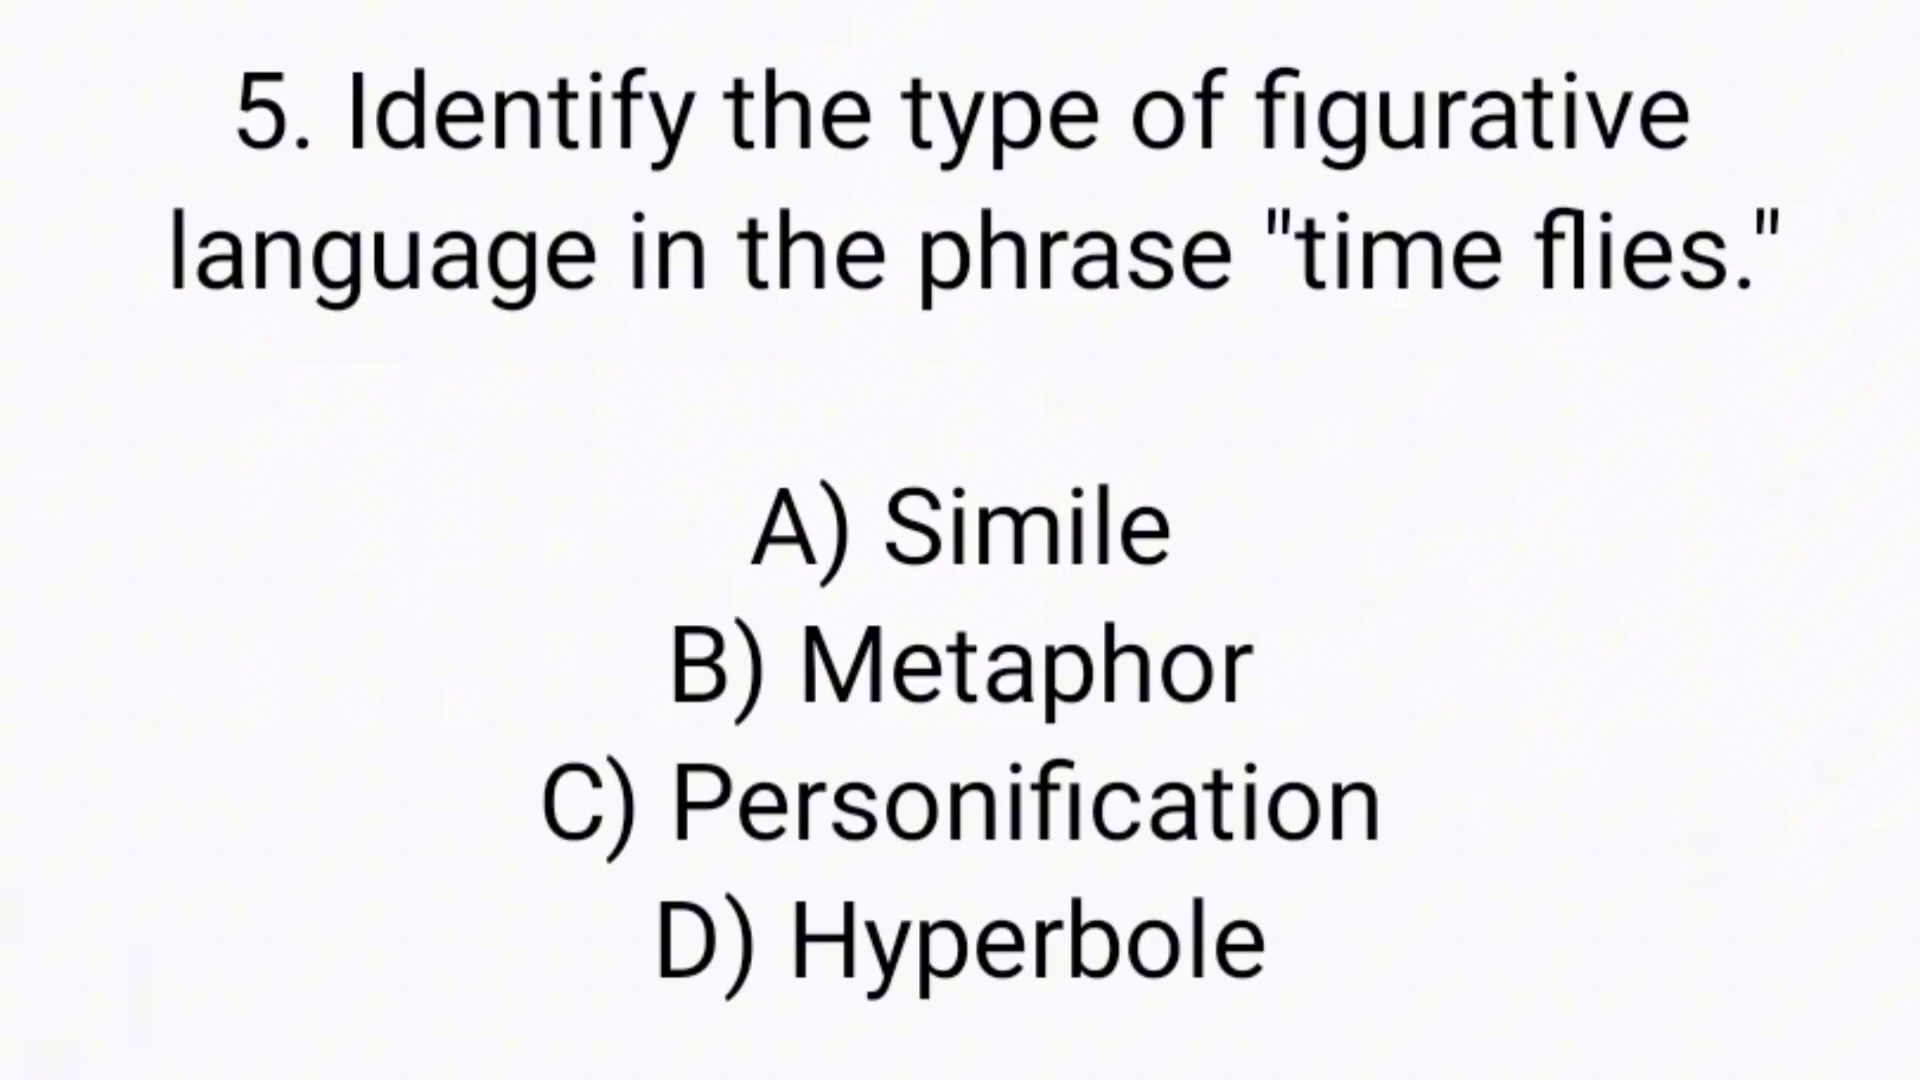 5. Identify the type of figurative
language in the phrase "time flies."
A) Simile
B) Metaphor
C) Personification
D) Hyperbole